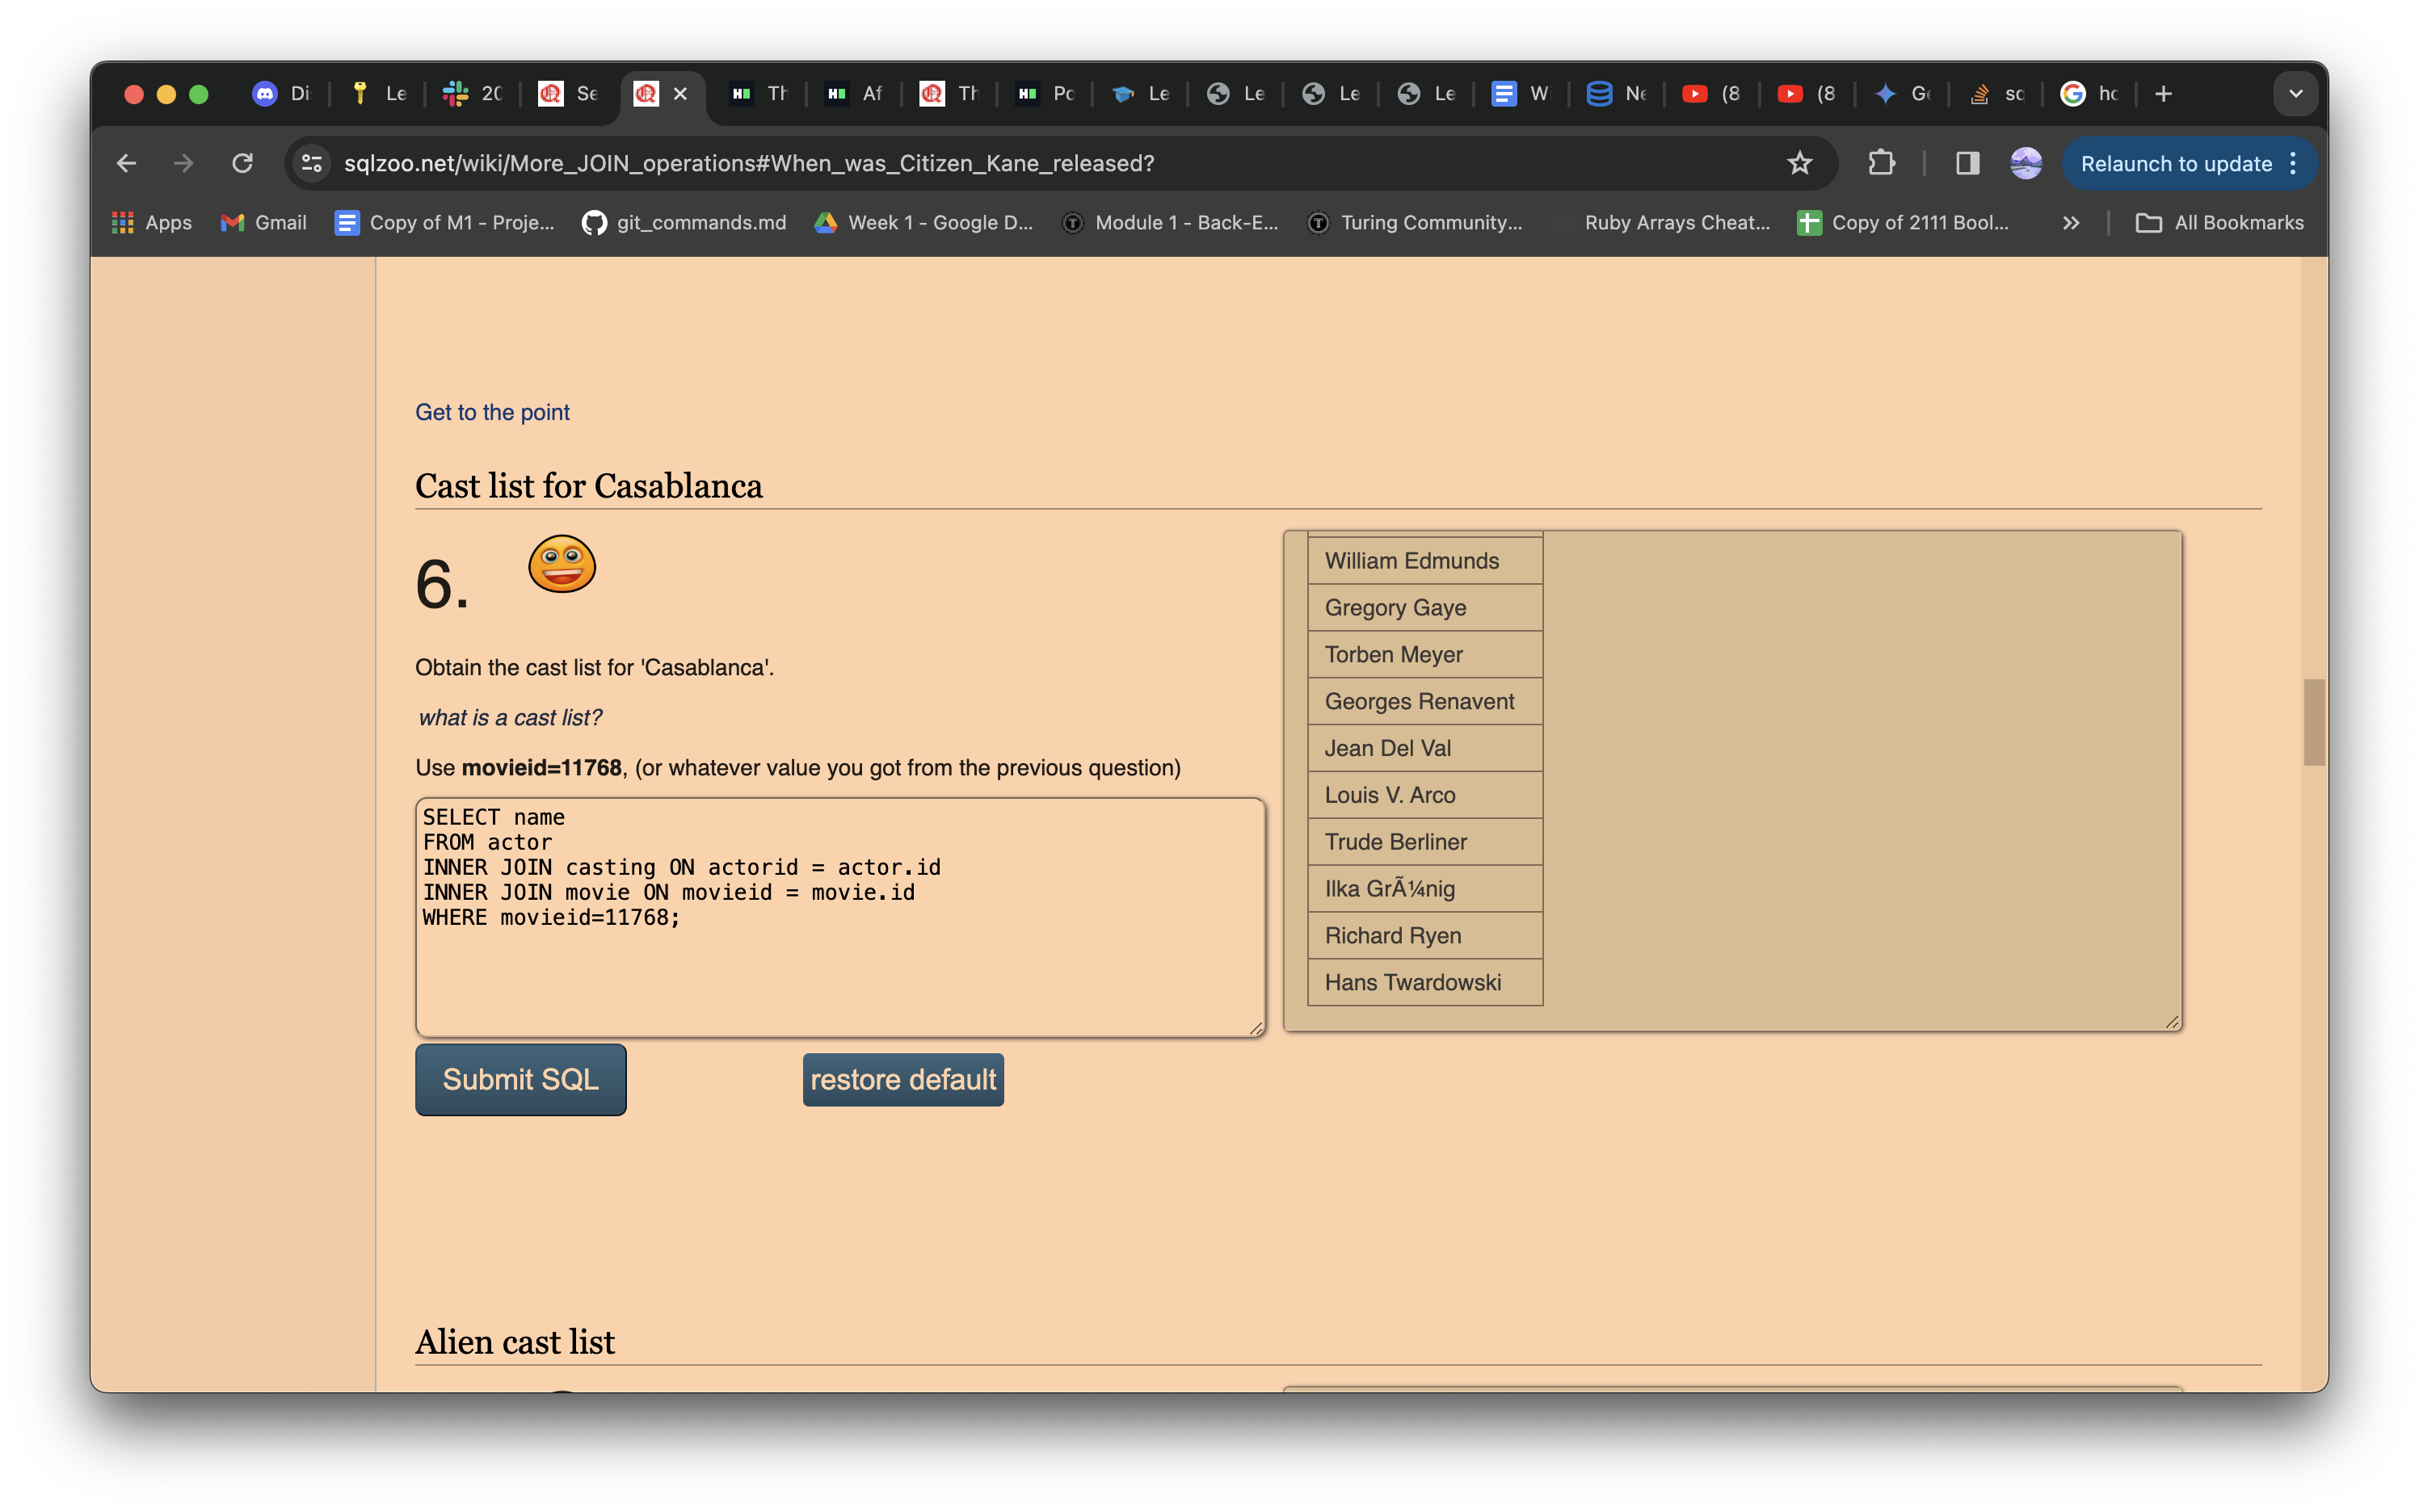 Di
Le
20
Se
Th
Af
Th
Po
Le
Le
Le
Le
W
Ne
(8
(8
Ge
so
ho
sqlzoo.net/wiki/More_JOIN_operations#When_was_Citizen_Kane_released?
Relaunch to update
Apps
Gmail
Copy of M1 - Proje...
git_commands.md
Week 1 - Google D...
Module 1 - Back-E...
Turing Community...
Ruby Arrays Cheat...
Copy of 2111 Bool...
All Bookmarks
Get to the point
Cast list for Casablanca
6.
Obtain the cast list for 'Casablanca'.
what is a cast list?
Use movieid=11768, (or whatever value you got from the previous question)
SELECT name
FROM actor
INNER JOIN casting ON actorid = actor.id
INNER JOIN movie ON movieid = movie.id
WHERE movieid=11768;
Submit SQL
restore default
William Edmunds
Gregory Gaye
Torben Meyer
Georges Renavent
Jean Del Val
Louis V. Arco
Trude Berliner
Ilka GrÃ¼nig
Richard Ryen
Hans Twardowski
Alien cast list